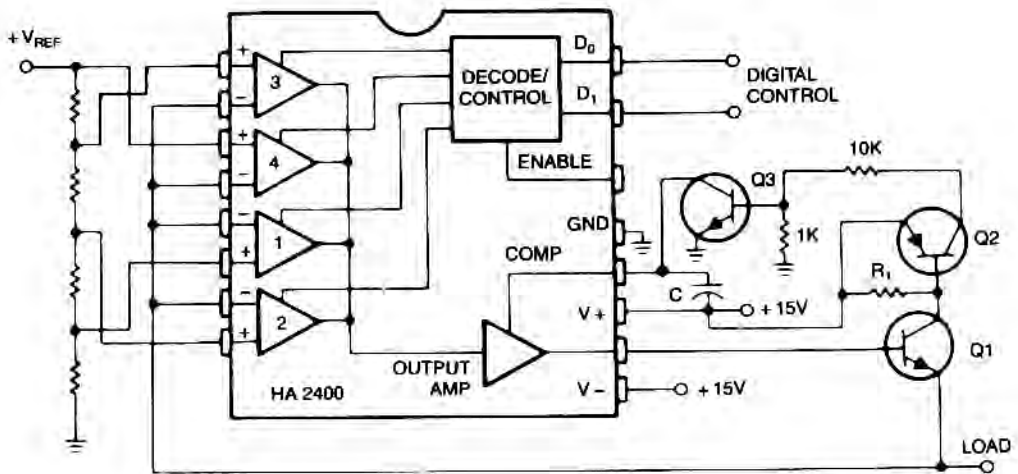 + VREF
+
3
−
+
4
−
−
1
+
−
2
+
DECODE/
CONTROL
D0
D1
DIGITAL
CONTROL
ENABLE
GND
COMP
V +
V −
OUTPUT
AMP
HA 2400
C
+ 15V
+ 15V
Q3
10K
1K
Q2
R1
Q1
LOAD